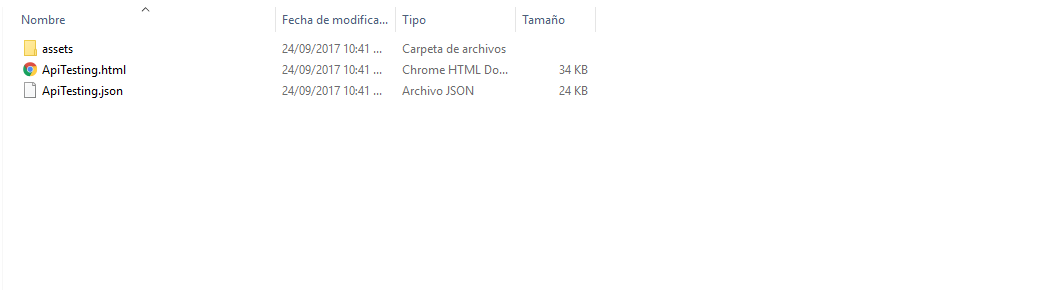 Nombre Fecha de modifica... Tipo Tamaño
assets 24/09/2017 10:41 ... Carpeta de archivos
ApiTesting.html 24/09/2017 10:41 ... Chrome HTML Do... 34 KB
ApiTesting.json 24/09/2017 10:41 ... Archivo JSON 24 KB